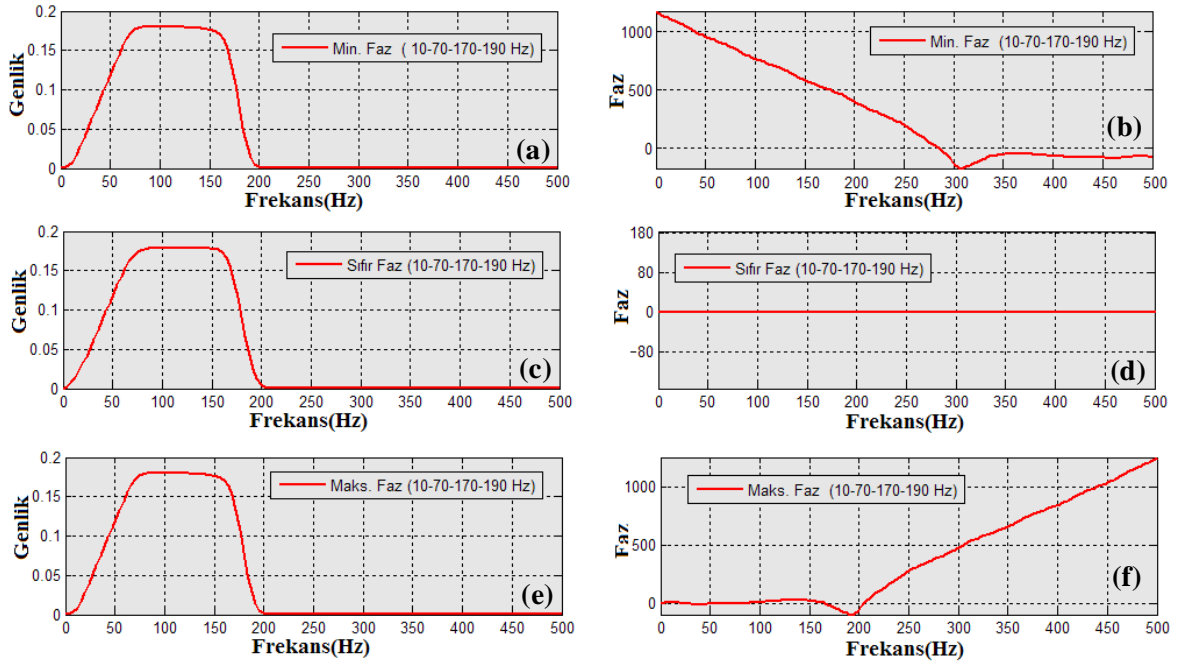 Genlik
0.2
0.15
0.1
0.05
0
Min. Faz ( 10-70-170-190 Hz)
(a)
0 50 100 150 200 250 300 350 400 450 500
Frekans(Hz)
Faz
1000
500
0
Min. Faz (10-70-170-190 Hz)
(b)
0 50 100 150 200 250 300 350 400 450 500
Frekans(Hz)
Genlik
0.2
0.15
0.1
0.05
0
Sıfır Faz (10-70-170-190 Hz)
(c)
0 50 100 150 200 250 300 350 400 450 500
Frekans(Hz)
Faz
180
80
0
−80
Sıfır Faz (10-70-170-190 Hz)
(d)
0 50 100 150 200 250 300 350 400 450 500
Frekans(Hz)
Genlik
0.2
0.15
0.1
0.05
0
Maks. Faz (10-70-170-190 Hz)
(e)
0 50 100 150 200 250 300 350 400 450 500
Frekans(Hz)
Faz
1000
500
0
Maks. Faz (10-70-170-190 Hz)
(f)
0 50 100 150 200 250 300 350 400 450 500
Frekans(Hz)